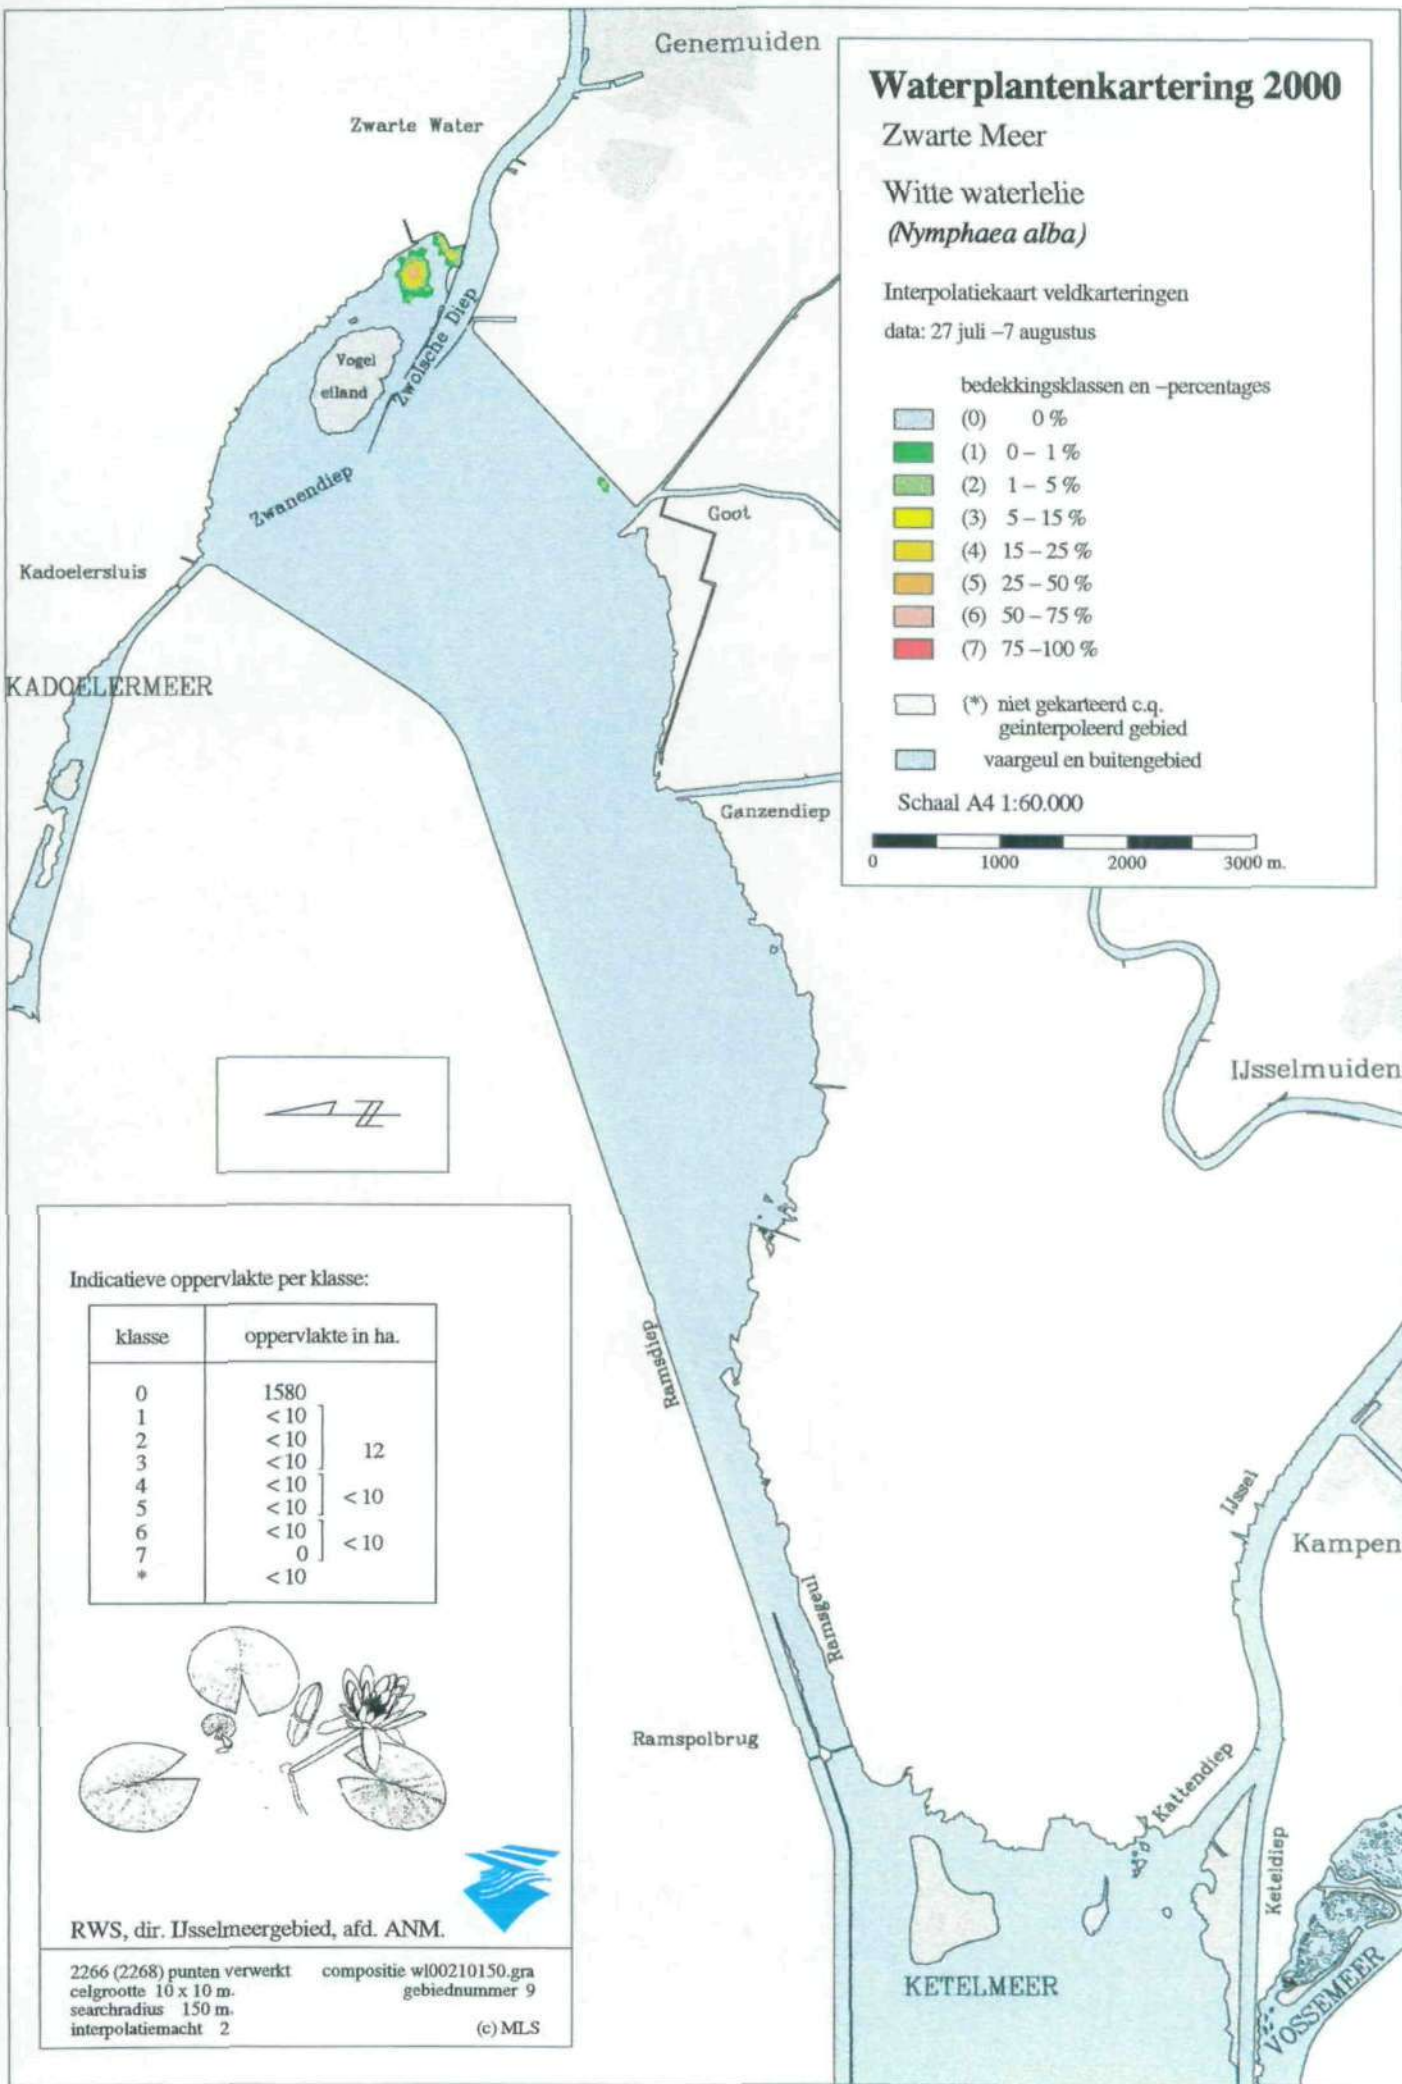 Genemuiden
Zwarte Water
Zwolsche Diep
Vogel
eiland
Zwanendiep
Goot
Kadoelersluis
KADOELERMEER
Ganzendiep
IJsselmuiden
Ramsdiep
IJssel
Kampen
Ramsgeul
Ramspolbrug
Kattendiep
Keteldiep
KETELMEER
VOSSEMEER
Waterplantenkartering 2000
Zwarte Meer
Witte waterlelie
(Nymphaea alba)
Interpolatiekaart veldkarteringen
data: 27 juli –7 augustus
bedekkingsklassen en –percentages
(0) 0 %
(1) 0 – 1 %
(2) 1 – 5 %
(3) 5 – 15 %
(4) 15 – 25 %
(5) 25 – 50 %
(6) 50 – 75 %
(7) 75 –100 %
(*) niet gekarteerd c.q.
geinterpoleerd gebied
vaargeul en buitengebied
Schaal A4 1:60.000
0 1000 2000 3000 m.
Indicatieve oppervlakte per klasse:
klasse oppervlakte in ha.
0 1580
1 < 10
2 < 10 12
3 < 10
4 < 10 < 10
5 < 10
6 < 10 < 10
7 0
* < 10
RWS, dir. IJsselmeergebied, afd. ANM.
2266 (2268) punten verwerkt compositie wl00210150.gra
celgrootte 10 x 10 m. gebiednummer 9
searchradius 150 m.
interpolatiemacht 2 (c) MLS